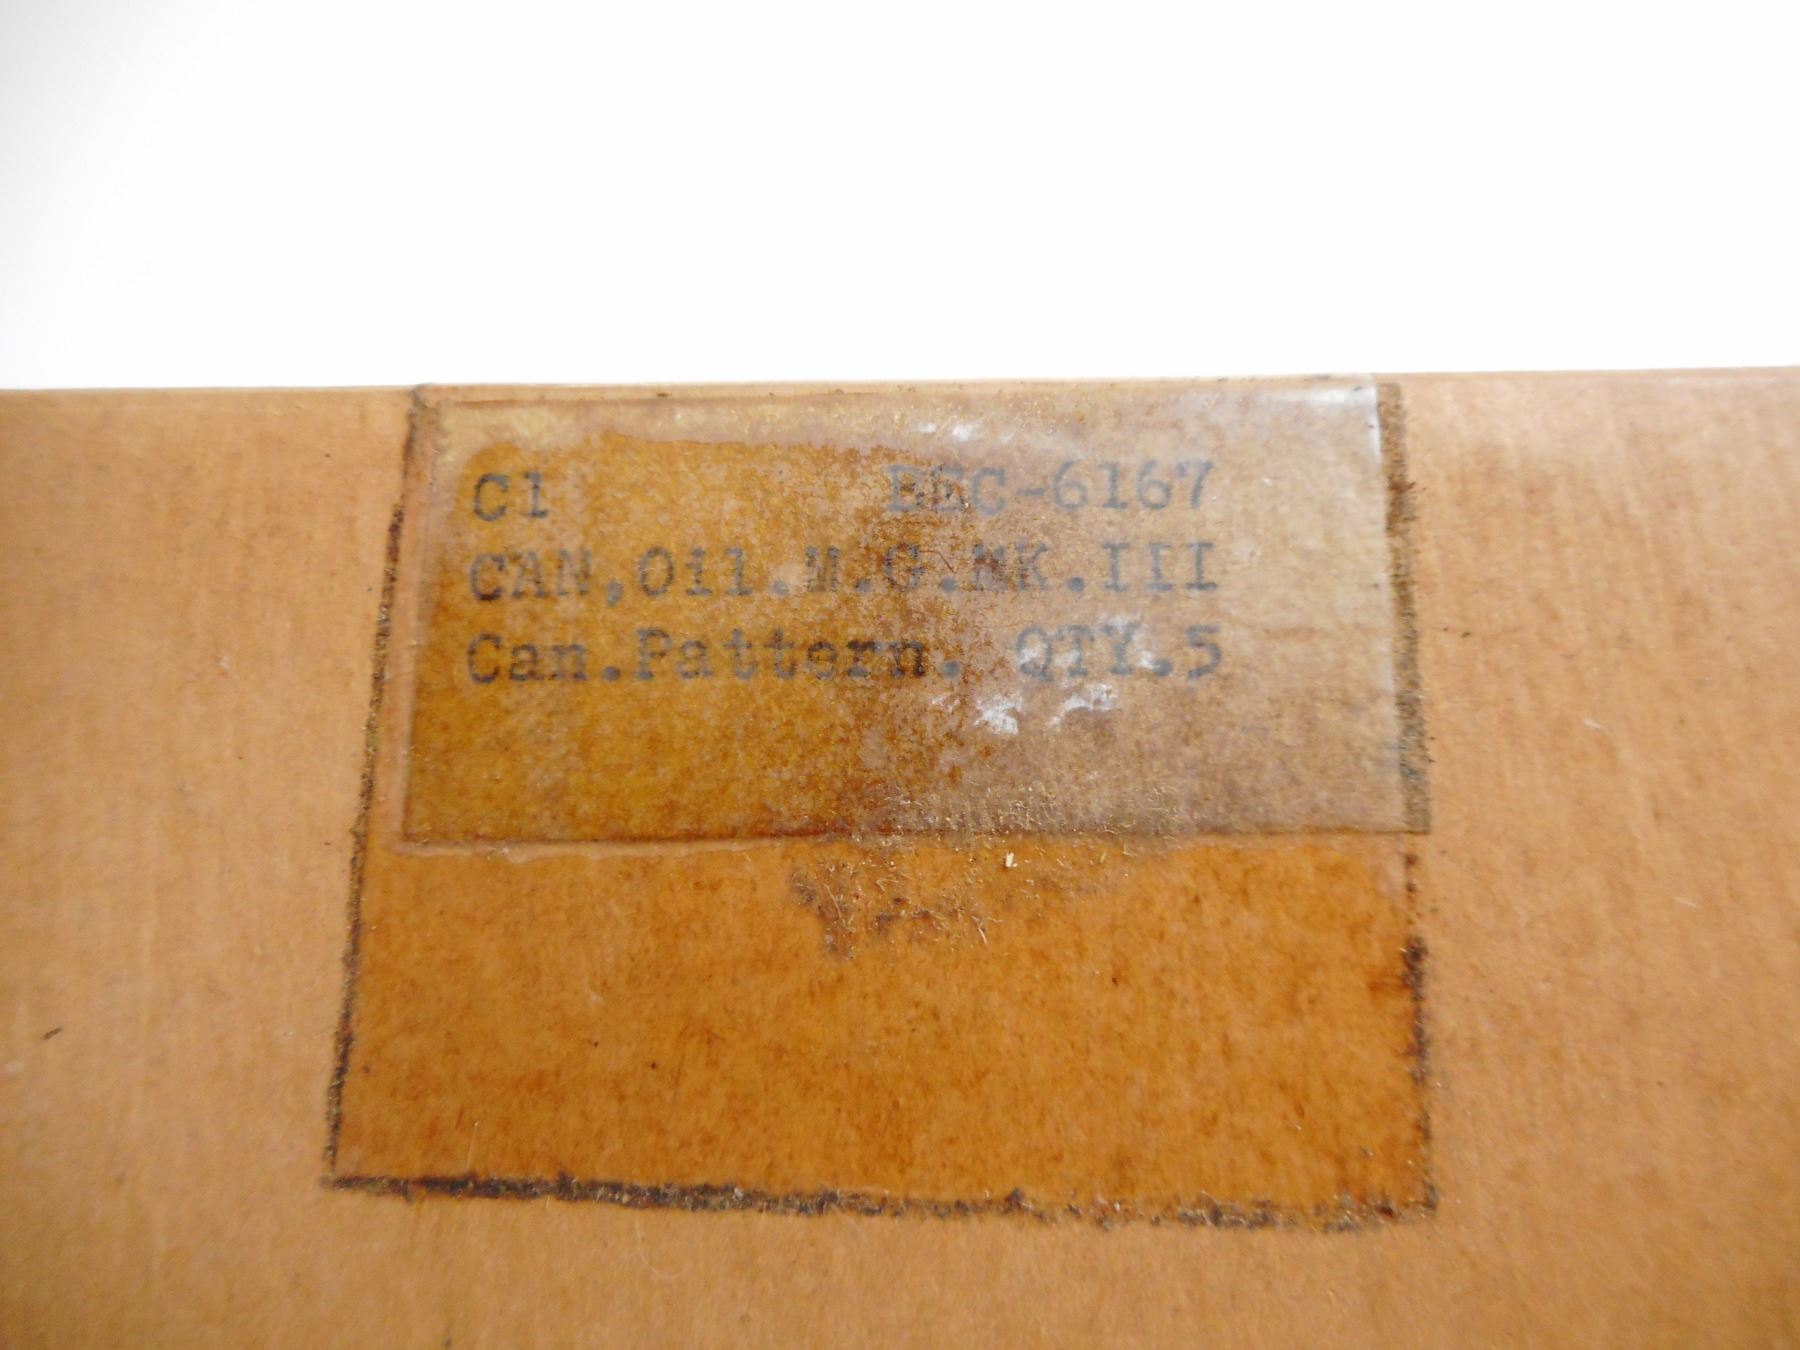 C1 BEC-6167
CAN,Oil.M.G.MK.III
Can.Pattern. QTY.5